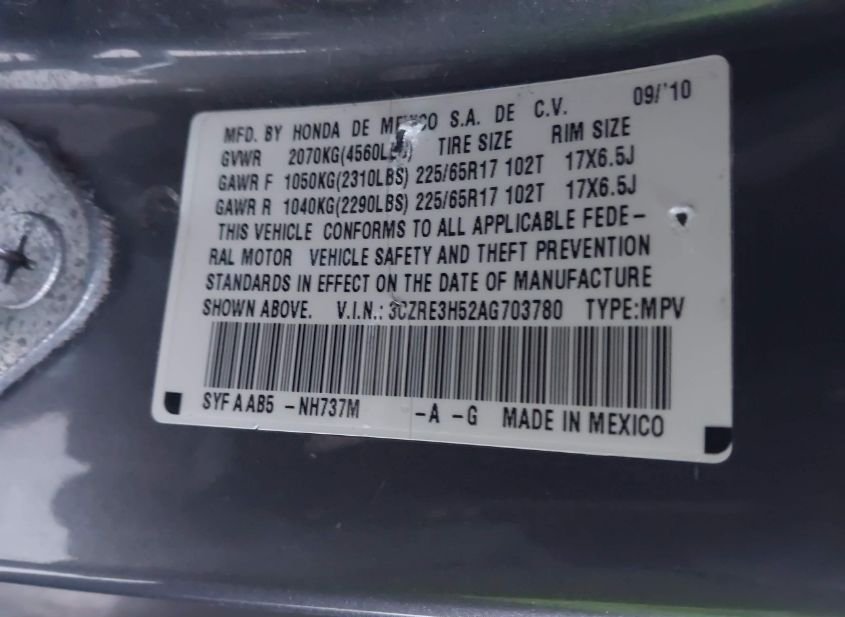 09/'10
MFD. BY HONDA DE MEXICO S.A. DE C.V.
GVWR 2070KG(4560LBS) TIRE SIZE RIM SIZE
GAWR F 1050KG(2310LBS) 225/65R17 102T 17X6.5J
GAWR R 1040KG(2290LBS) 225/65R17 102T 17X6.5J
THIS VEHICLE CONFORMS TO ALL APPLICABLE FEDE-
RAL MOTOR VEHICLE SAFETY AND THEFT PREVENTION
STANDARDS IN EFFECT ON THE DATE OF MANUFACTURE
SHOWN ABOVE. V.I.N.: 3CZRE3H52AG703780 TYPE:MPV
SYF A AB5 -NH737M -A -G MADE IN MEXICO